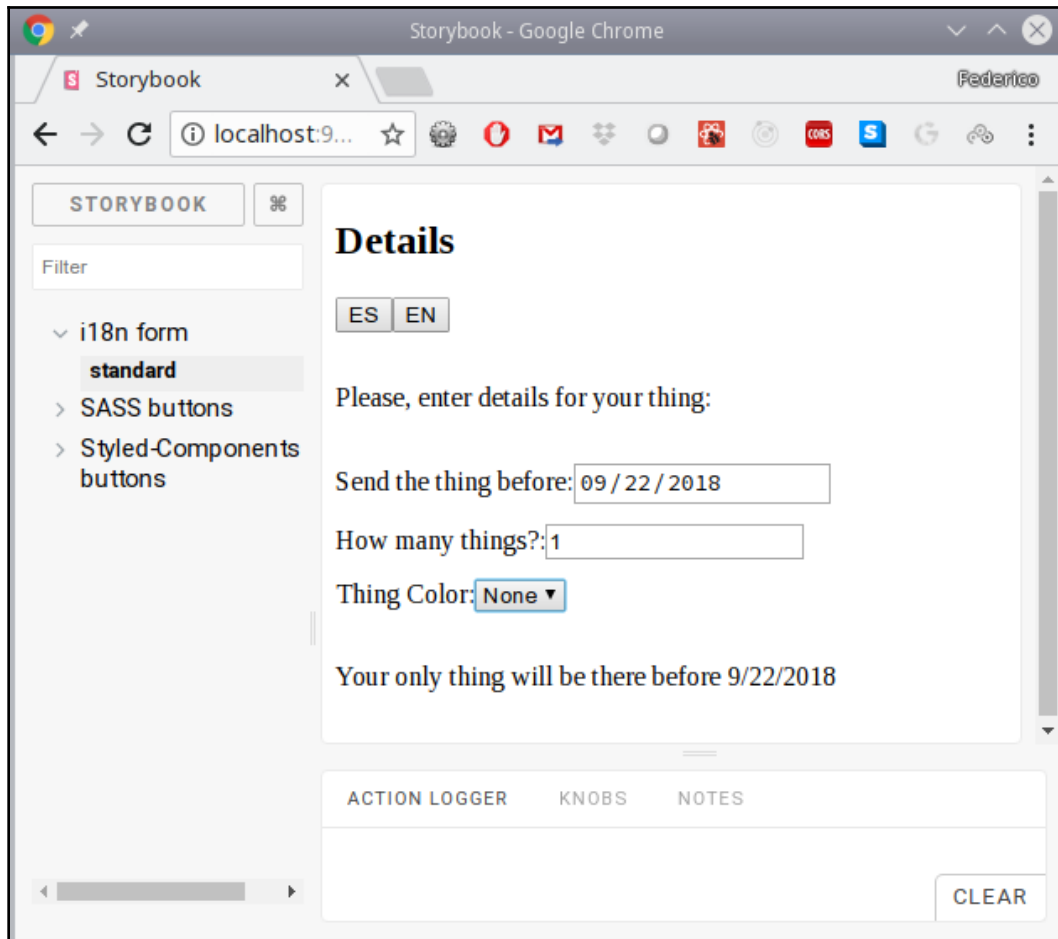 Storybook - Google Chrome
Storybook
Federico
localhost:9...
CORS
S
G
STORYBOOK ⌘
Filter
i18n form
standard
SASS buttons
Styled-Components
buttons
Details
ES EN
Please, enter details for your thing:
Send the thing before: 09/22/2018
How many things?: 1
Thing Color: None
Your only thing will be there before 9/22/2018
ACTION LOGGER KNOBS NOTES
CLEAR